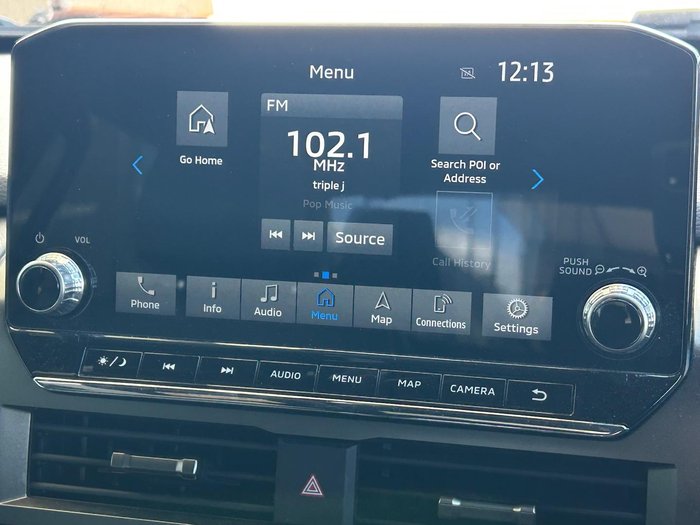 Menu
12:13
FM
102.1
MHz
triple j
Pop Music
Go Home
Search POI or
Address
Source
Call History
VOL
PUSH
SOUND
Phone
Info
Audio
Menu
Map
Connections
Settings
AUDIO
MENU
MAP
CAMERA